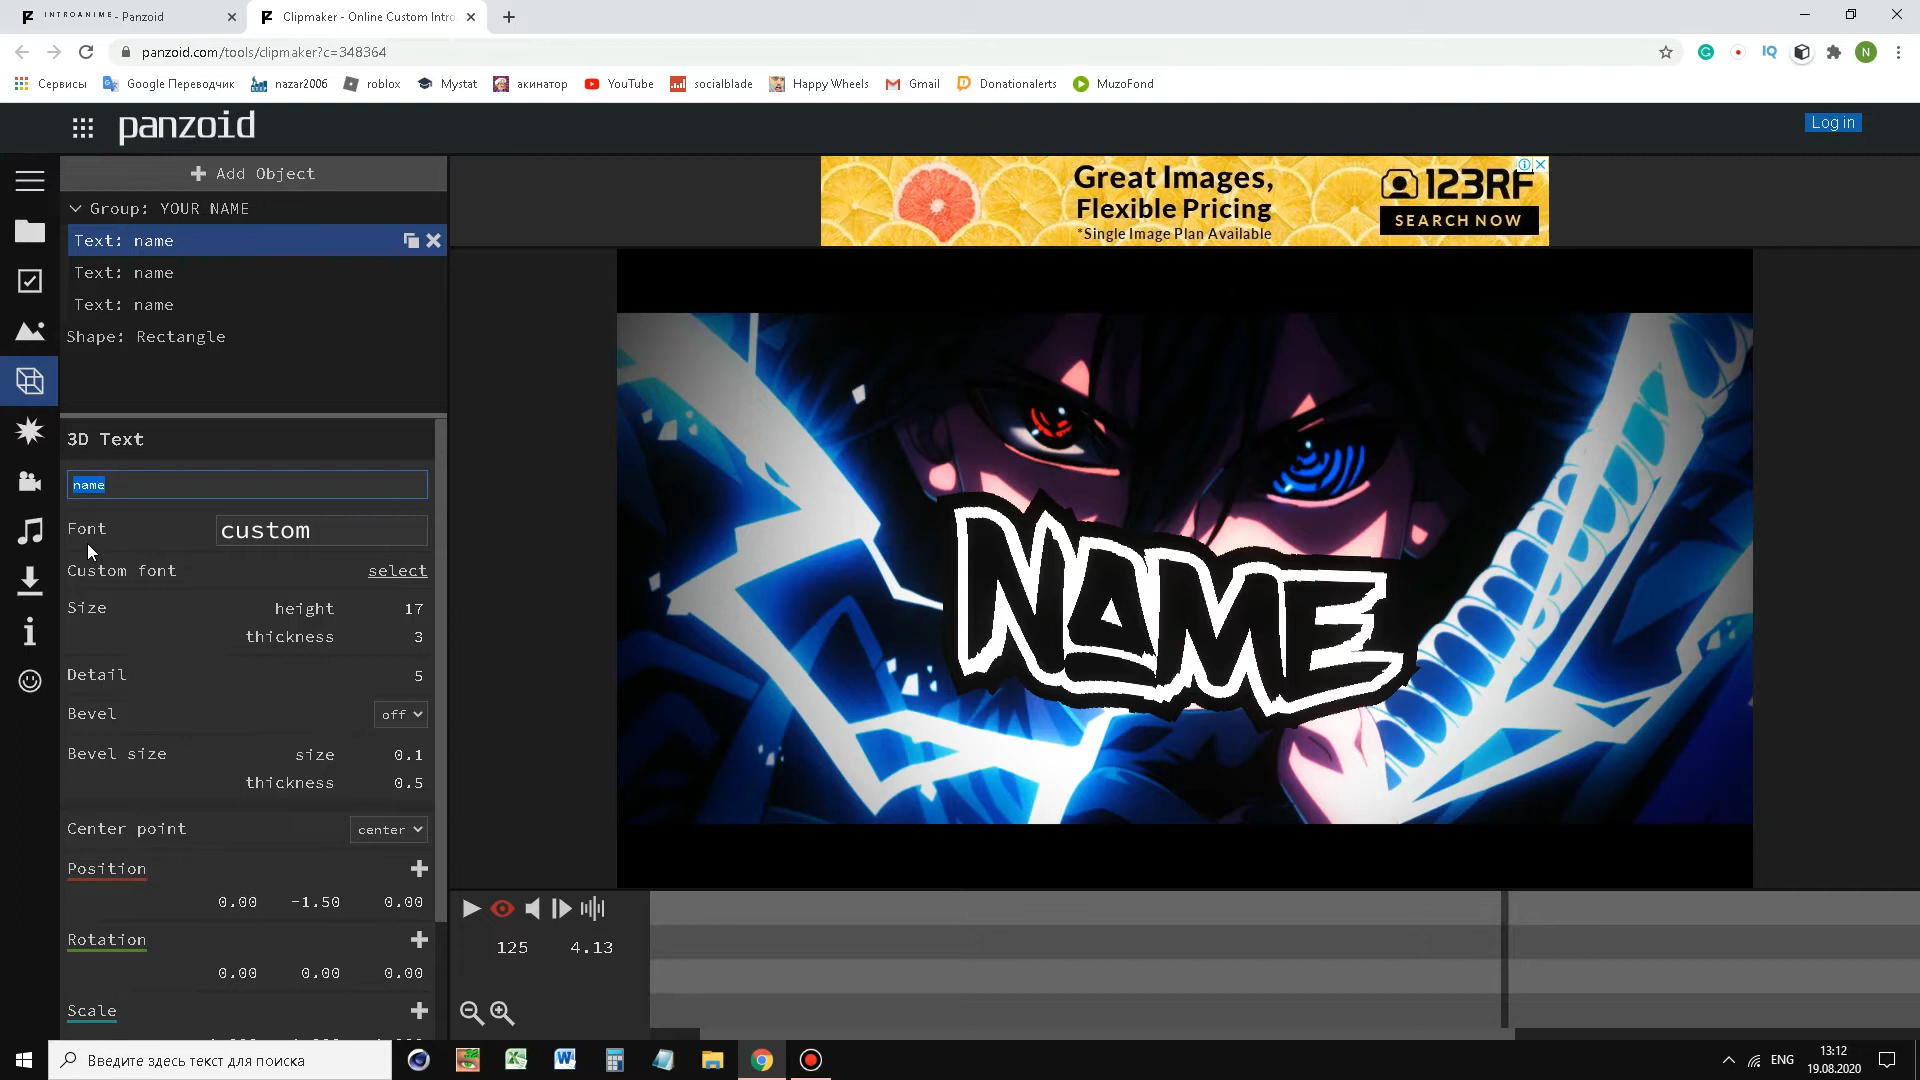 INTROANIME - Panzoid
Clipmaker - Online Custom Intro
panzoid.com/tools/clipmaker?c=348364
N
Сервисы
Google Переводчик
nazar2006
roblox
Mystat
акинатор
YouTube
socialblade
Happy Wheels
Gmail
Donationalerts
MuzoFond
panzoid
Log in
Add Object
Group: YOUR NAME
Text: name
Text: name
Text: name
Shape: Rectangle
Great Images,
Flexible Pricing
*Single Image Plan Available
123RF
SEARCH NOW
3D Text
name
Font custom
Custom font select
Size height 17
thickness 3
Detail 5
Bevel off
Bevel size size 0.1
thickness 0.5
Center point center
Position
0.00 -1.50 0.00
Rotation
0.00 0.00 0.00
Scale
NAME
125 4.13
Введите здесь текст для поиска
ENG
13:12
19.08.2020